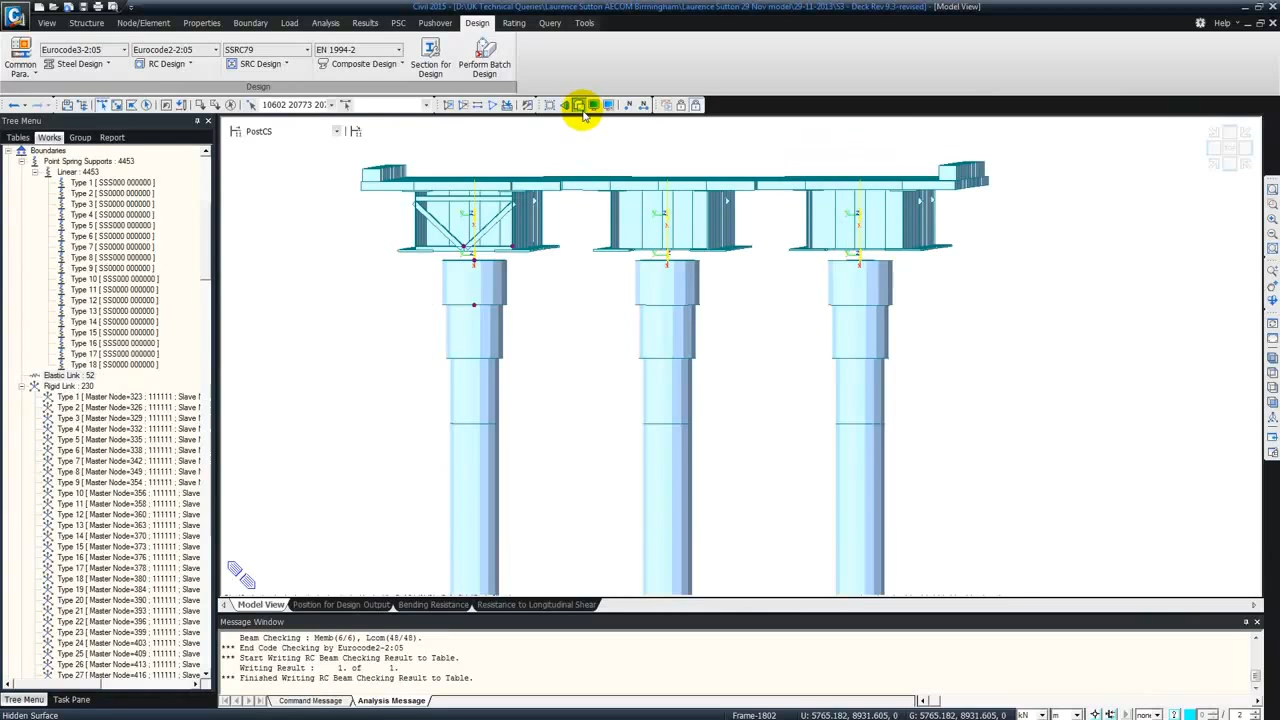 Civil 2015 - [D:\UK Technical Queries\Laurence Sutton AECOM Birmingham\Laurence Sutton 29 Nov model\29-11-2013\S3 - Deck Rev 9.3-revised] - [Model View]
View Structure Node/Element Properties Boundary Load Analysis Results PSC Pushover Design Rating Query Tools Help
Eurocode3-2:05 Eurocode2-2:05 SSRC79 EN 1994-2
Common Para. Steel Design RC Design SRC Design Composite Design Section for Design Perform Batch Design
Design
10602 20773 20
Tree Menu
Tables Works Group Report
PostCS
Boundaries
Point Spring Supports : 4453
Linear : 4453
Type 1 [ SSS000 000000 ]
Type 2 [ SSS000 000000 ]
Type 3 [ SSS000 000000 ]
Type 4 [ SSS000 000000 ]
Type 5 [ SSS000 000000 ]
Type 6 [ SSS000 000000 ]
Type 7 [ SSS000 000000 ]
Type 8 [ SSS000 000000 ]
Type 9 [ SSS000 000000 ]
Type 10 [ SSS000 000000 ]
Type 11 [ SSS000 000000 ]
Type 12 [ SSS000 000000 ]
Type 13 [ SSS000 000000 ]
Type 14 [ SSS000 000000 ]
Type 15 [ SSS000 000000 ]
Type 16 [ SSS000 000000 ]
Type 17 [ SSS000 000000 ]
Type 18 [ SSS000 000000 ]
Elastic Link : 52
Rigid Link : 230
Type 1 [ Master Node=323 ; 111111 ; Slave N
Type 2 [ Master Node=326 ; 111111 ; Slave N
Type 3 [ Master Node=329 ; 111111 ; Slave N
Type 4 [ Master Node=332 ; 111111 ; Slave N
Type 5 [ Master Node=335 ; 111111 ; Slave N
Type 6 [ Master Node=338 ; 111111 ; Slave N
Type 7 [ Master Node=342 ; 111111 ; Slave N
Type 8 [ Master Node=349 ; 111111 ; Slave N
Type 9 [ Master Node=354 ; 111111 ; Slave N
Type 10 [ Master Node=356 ; 111111 ; Slave
Type 11 [ Master Node=358 ; 111111 ; Slave
Type 12 [ Master Node=360 ; 111111 ; Slave
Type 13 [ Master Node=363 ; 111111 ; Slave
Type 14 [ Master Node=370 ; 111111 ; Slave
Type 15 [ Master Node=373 ; 111111 ; Slave
Type 16 [ Master Node=376 ; 111111 ; Slave
Type 17 [ Master Node=378 ; 111111 ; Slave
Type 18 [ Master Node=380 ; 111111 ; Slave
Type 19 [ Master Node=384 ; 111111 ; Slave
Type 20 [ Master Node=390 ; 111111 ; Slave
Type 21 [ Master Node=393 ; 111111 ; Slave
Type 22 [ Master Node=396 ; 111111 ; Slave
Type 23 [ Master Node=399 ; 111111 ; Slave
Type 24 [ Master Node=403 ; 111111 ; Slave
Type 25 [ Master Node=409 ; 111111 ; Slave
Type 26 [ Master Node=413 ; 111111 ; Slave
Type 27 [ Master Node=416 ; 111111 ; Slave
Model View Position for Design Output Bending Resistance Resistance to Longitudinal Shear
Message Window
Beam Checking : Memb(6/6), Lcom(48/48).
*** End Code Checking by Eurocode2-2:05
*** Start Writing RC Beam Checking Result to Table.
Writing Result : 1. of 1.
*** Finished Writing RC Beam Checking Result to Table.
Tree Menu Task Pane Command Message Analysis Message
Hidden Surface Frame-1802 U: 5765.182, 8931.605, 0 G: 5765.182, 8931.605, 0 kN m none 0 / 2